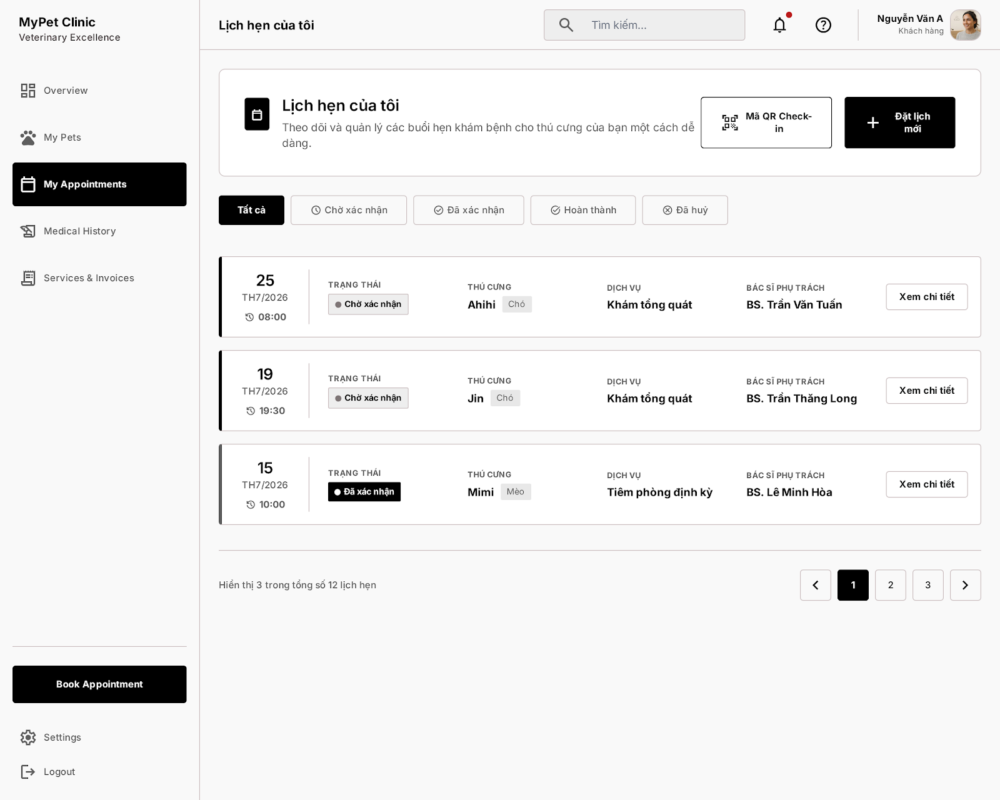 MyPet Clinic
Veterinary Excellence
Overview
My Pets
My Appointments
Medical History
Services & Invoices
Book Appointment
Settings
Logout
Lịch hẹn của tôi
Tìm kiếm...
Nguyễn Văn A
Khách hàng
Lịch hẹn của tôi
Theo dõi và quản lý các buổi hẹn khám bệnh cho thú cưng của bạn một cách dễ
dàng.
Mã QR Check-
in
Đặt lịch
mới
Tất cả
Chờ xác nhận
Đã xác nhận
Hoàn thành
Đã huỷ
25
TH7/2026
08:00
TRẠNG THÁI
Chờ xác nhận
THÚ CƯNG
Ahihi Chó
DỊCH VỤ
Khám tổng quát
BÁC SĨ PHỤ TRÁCH
BS. Trần Văn Tuấn
Xem chi tiết
19
TH7/2026
19:30
TRẠNG THÁI
Chờ xác nhận
THÚ CƯNG
Jin Chó
DỊCH VỤ
Khám tổng quát
BÁC SĨ PHỤ TRÁCH
BS. Trần Thăng Long
Xem chi tiết
15
TH7/2026
10:00
TRẠNG THÁI
Đã xác nhận
THÚ CƯNG
Mimi Mèo
DỊCH VỤ
Tiêm phòng định kỳ
BÁC SĨ PHỤ TRÁCH
BS. Lê Minh Hòa
Xem chi tiết
Hiển thị 3 trong tổng số 12 lịch hẹn
1
2
3